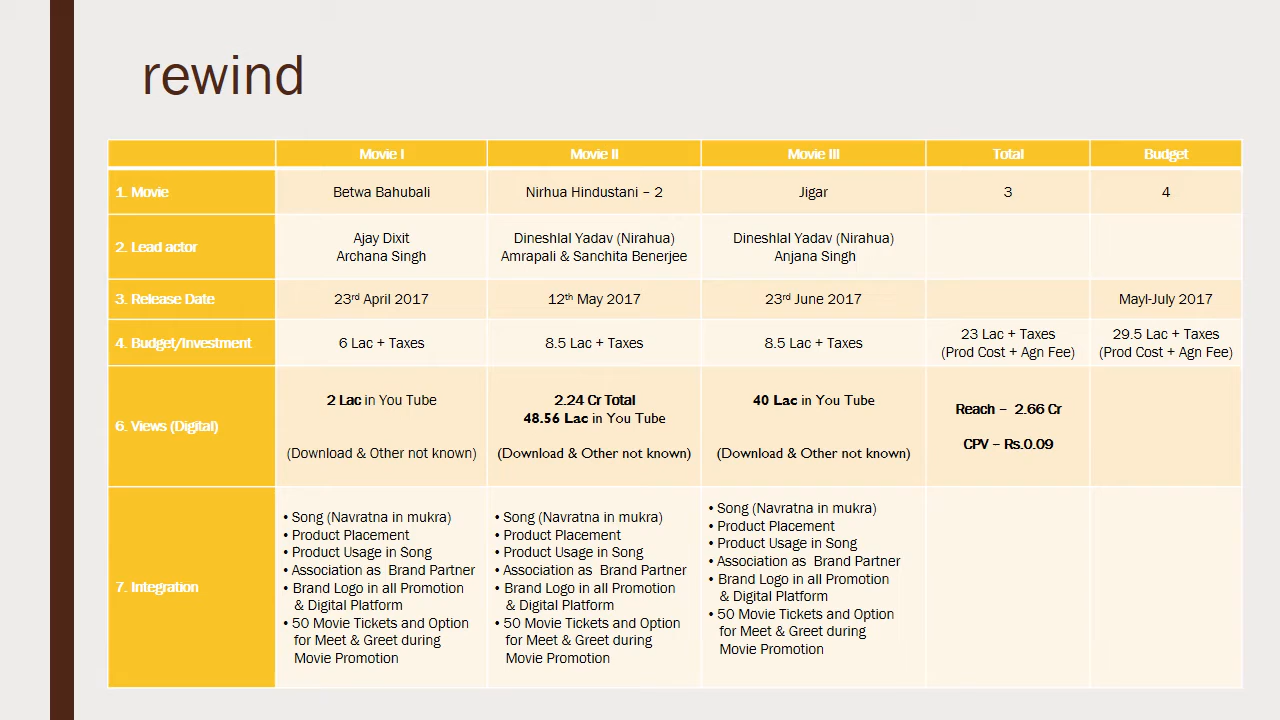 rewind
Movie I Movie II Movie III Total Budget
1. Movie Betwa Bahubali Nirhua Hindustani – 2 Jigar 3 4
2. Lead actor
Ajay Dixit
Archana Singh
Dineshlal Yadav (Nirahua)
Amrapali & Sanchita Benerjee
Dineshlal Yadav (Nirahua)
Anjana Singh
3. Release Date 23rd April 2017 12th May 2017 23rd June 2017 Mayl-July 2017
4. Budget/Investment 6 Lac + Taxes 8.5 Lac + Taxes 8.5 Lac + Taxes
23 Lac + Taxes
(Prod Cost + Agn Fee)
29.5 Lac + Taxes
(Prod Cost + Agn Fee)
6. Views (Digital)
2 Lac in You Tube
(Download & Other not known)
2.24 Cr Total
48.56 Lac in You Tube
(Download & Other not known)
40 Lac in You Tube
(Download & Other not known)
Reach – 2.66 Cr
CPV – Rs.0.09
7. Integration
• Song (Navratna in mukra)
• Product Placement
• Product Usage in Song
• Association as Brand Partner
• Brand Logo in all Promotion
& Digital Platform
• 50 Movie Tickets and Option
for Meet & Greet during
Movie Promotion
• Song (Navratna in mukra)
• Product Placement
• Product Usage in Song
• Association as Brand Partner
• Brand Logo in all Promotion
& Digital Platform
• 50 Movie Tickets and Option
for Meet & Greet during
Movie Promotion
• Song (Navratna in mukra)
• Product Placement
• Product Usage in Song
• Association as Brand Partner
• Brand Logo in all Promotion
& Digital Platform
• 50 Movie Tickets and Option
for Meet & Greet during
Movie Promotion